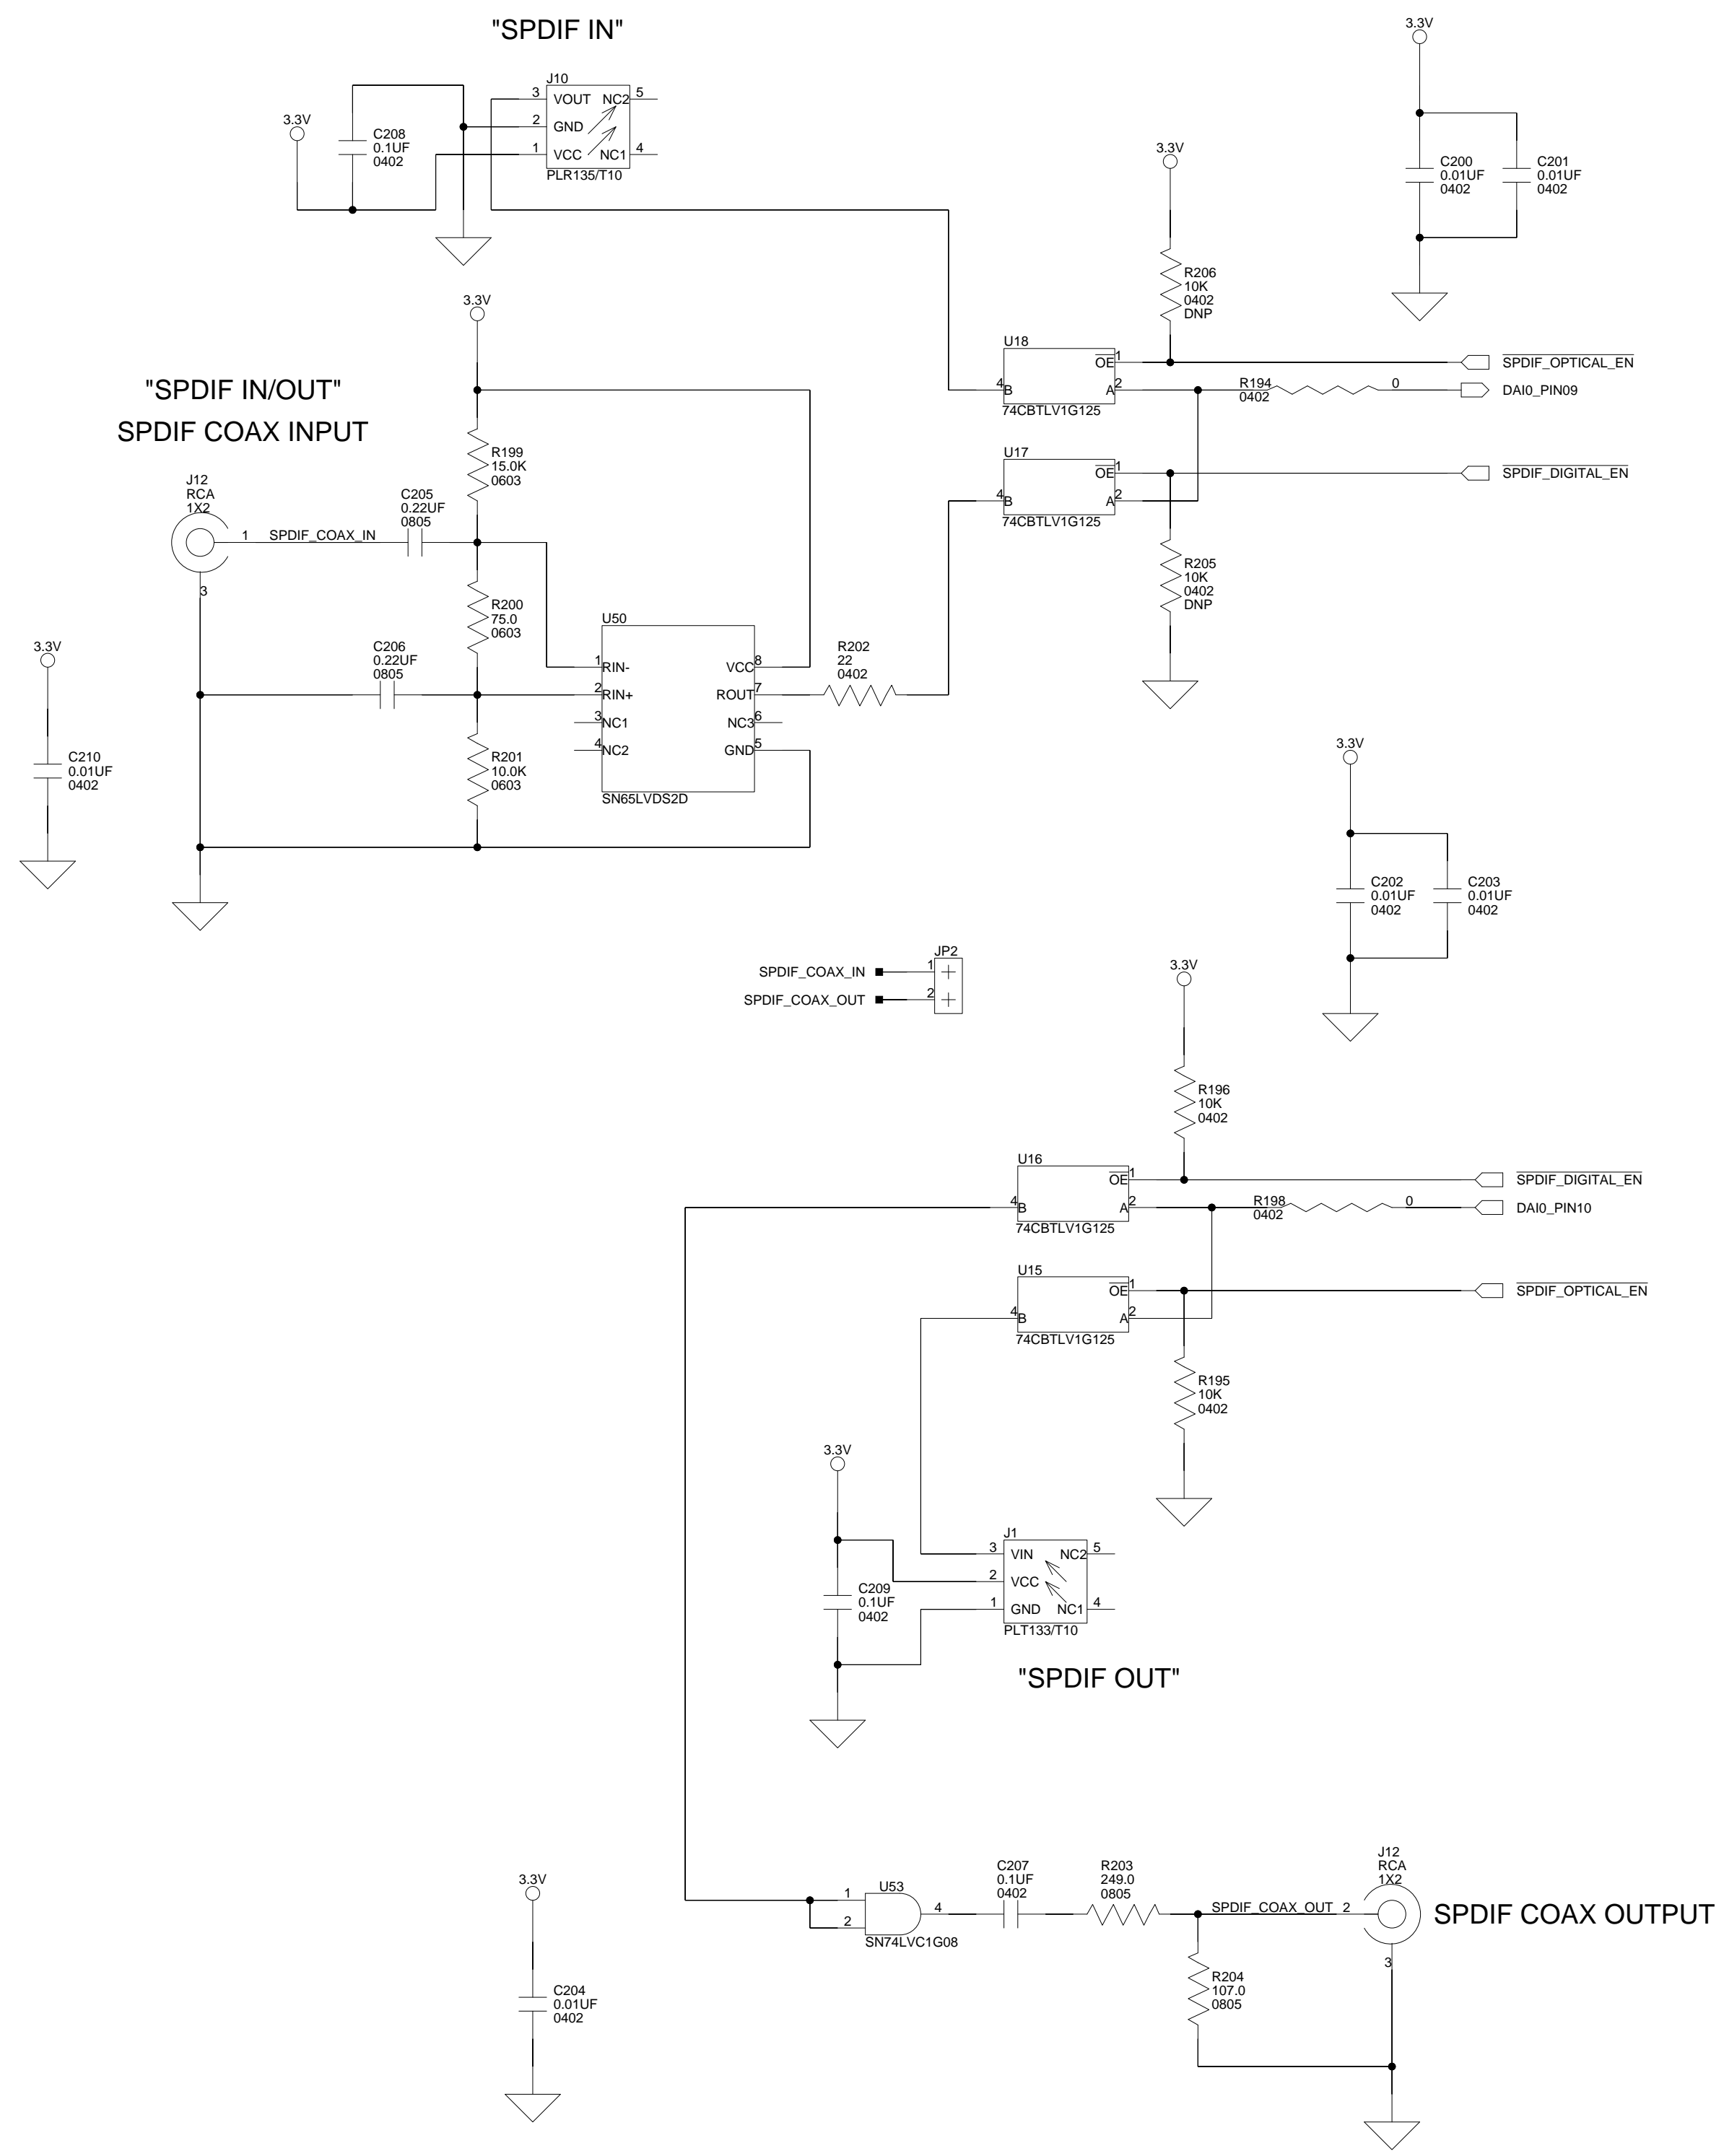 "SPDIF IN"
3.3V
J10
3 VOUT NC2 5
2 GND
1 VCC NC1 4
PLR135/T10
3.3V
C208
0.1UF
0402
3.3V
C200
0.01UF
0402
C201
0.01UF
0402
3.3V
R206
10K
0402
DNP
U18
OE 1
4 B A 2
74CBTLV1G125
SPDIF_OPTICAL_EN
R194 0
0402
DAI0_PIN09
U17
OE 1
4 B A 2
74CBTLV1G125
SPDIF_DIGITAL_EN
R205
10K
0402
DNP
3.3V
"SPDIF IN/OUT"
SPDIF COAX INPUT
J12
RCA
1X2
1 SPDIF_COAX_IN
3
C205
0.22UF
0805
R199
15.0K
0603
R200
75.0
0603
C206
0.22UF
0805
R201
10.0K
0603
U50
1 RIN- VCC 8
2 RIN+ ROUT 7
3 NC1 NC3 6
4 NC2 GND 5
SN65LVDS2D
R202
22
0402
3.3V
C210
0.01UF
0402
3.3V
C202
0.01UF
0402
C203
0.01UF
0402
JP2
SPDIF_COAX_IN 1
SPDIF_COAX_OUT 2
3.3V
R196
10K
0402
U16
OE 1
4 B A 2
74CBTLV1G125
SPDIF_DIGITAL_EN
R198 0
0402
DAI0_PIN10
U15
OE 1
4 B A 2
74CBTLV1G125
SPDIF_OPTICAL_EN
R195
10K
0402
3.3V
C209
0.1UF
0402
J1
3 VIN NC2 5
2 VCC
1 GND NC1 4
PLT133/T10
"SPDIF OUT"
3.3V
C204
0.01UF
0402
U53
1
2
4
SN74LVC1G08
C207
0.1UF
0402
R203
249.0
0805
SPDIF_COAX_OUT 2
J12
RCA
1X2
3
SPDIF COAX OUTPUT
R204
107.0
0805